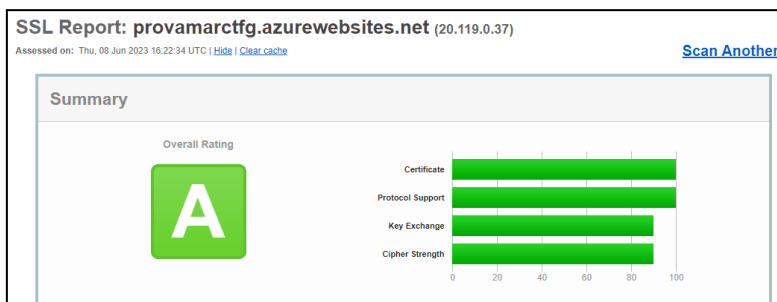 SSL Report: provamarctfg.azurewebsites.net (20.119.0.37)
Assessed on: Thu, 08 Jun 2023 16:22:34 UTC | Hide | Clear cache
Scan Another
Summary
Overall Rating
A
Certificate
Protocol Support
Key Exchange
Cipher Strength
0 20 40 60 80 100